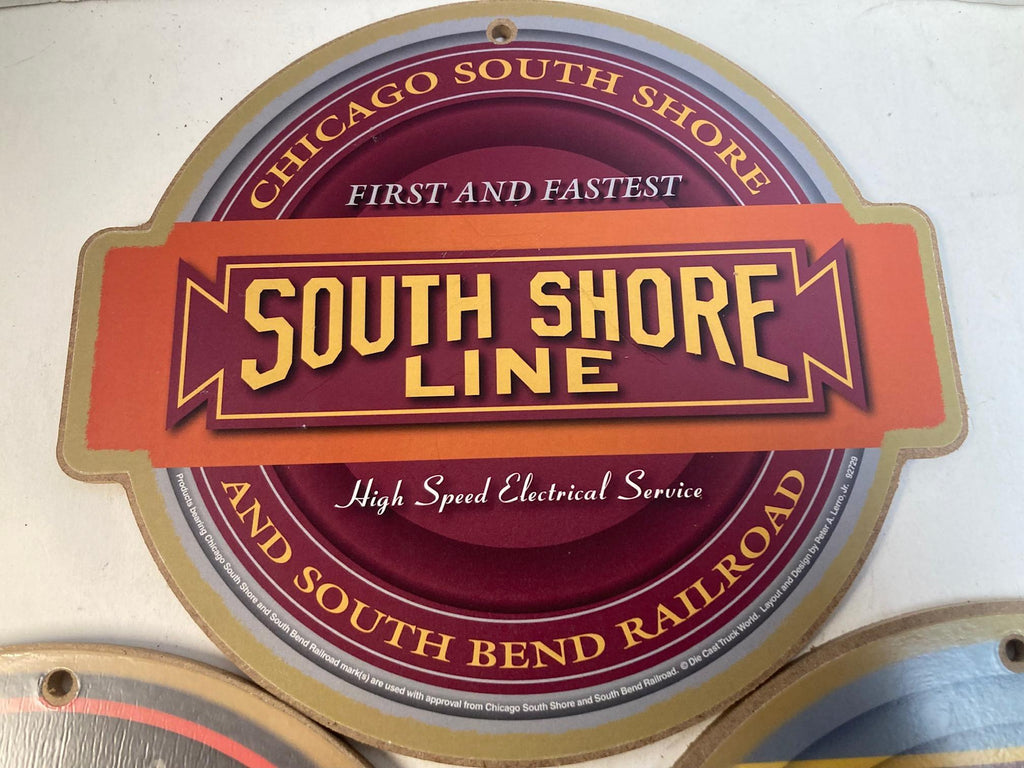 CHICAGO SOUTH SHORE
FIRST AND FASTEST
SOUTH SHORE
LINE
High Speed Electrical Service
AND SOUTH BEND RAILROAD
Products bearing Chicago South Shore and South Bend Railroad mark(s) are used with approval from Chicago South Shore and South Bend Railroad. © Die Cast Truck World. Layout and Design by Peter A. Lerro, Jr. 92729